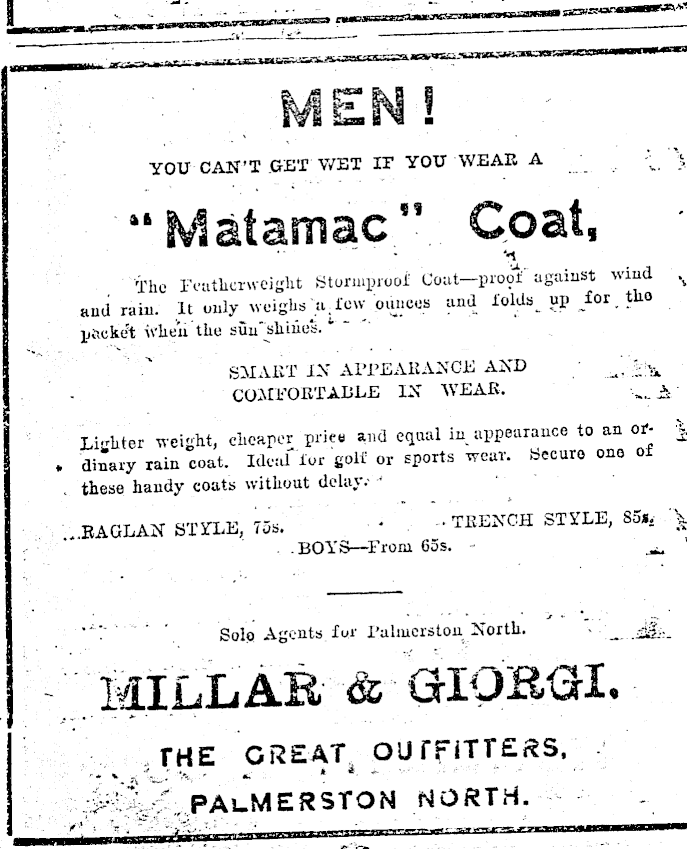 MEN!
YOU CAN'T GET WET IF YOU WEAR A
"Matamac" Coat,
The Featherweight Stormproof Coat—proof against wind
and rain. It only weighs a few ounces and folds up for the
pocket when the sun shines.
SMART IN APPEARANCE AND
COMFORTABLE IN WEAR.
Lighter weight, cheaper price and equal in appearance to an or-
dinary rain coat. Ideal for golf or sports wear. Secure one of
these handy coats without delay.
RAGLAN STYLE, 75s. TRENCH STYLE, 85s.
BOYS—From 65s.
Sole Agents for Palmerston North.
MILLAR & GIORGI.
THE GREAT OUTFITTERS,
PALMERSTON NORTH.